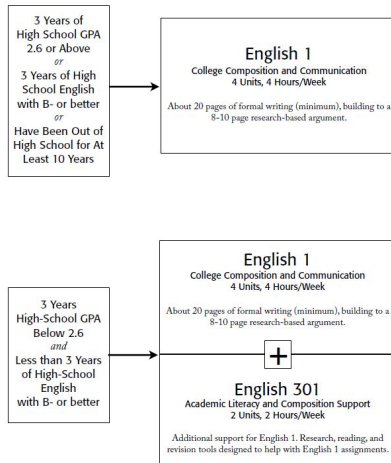 3 Years of
High School GPA
2.6 or Above
or
3 Years of High
School English
with B- or better
or
Have Been Out of
High School for At
Least 10 Years
English 1
College Composition and Communication
4 Units, 4 Hours/Week
About 20 pages of formal writing (minimum), building to a
8-10 page research-based argument.
3 Years
High-School GPA
Below 2.6
and
Less than 3 Years
of High-School
English
with B- or better
English 1
College Composition and Communication
4 Units, 4 Hours/Week
About 20 pages of formal writing (minimum), building to a
8-10 page research-based argument.
+
English 301
Academic Literacy and Composition Support
2 Units, 2 Hours/Week
Additional support for English 1. Research, reading, and
revision tools designed to help with English 1 assignments.